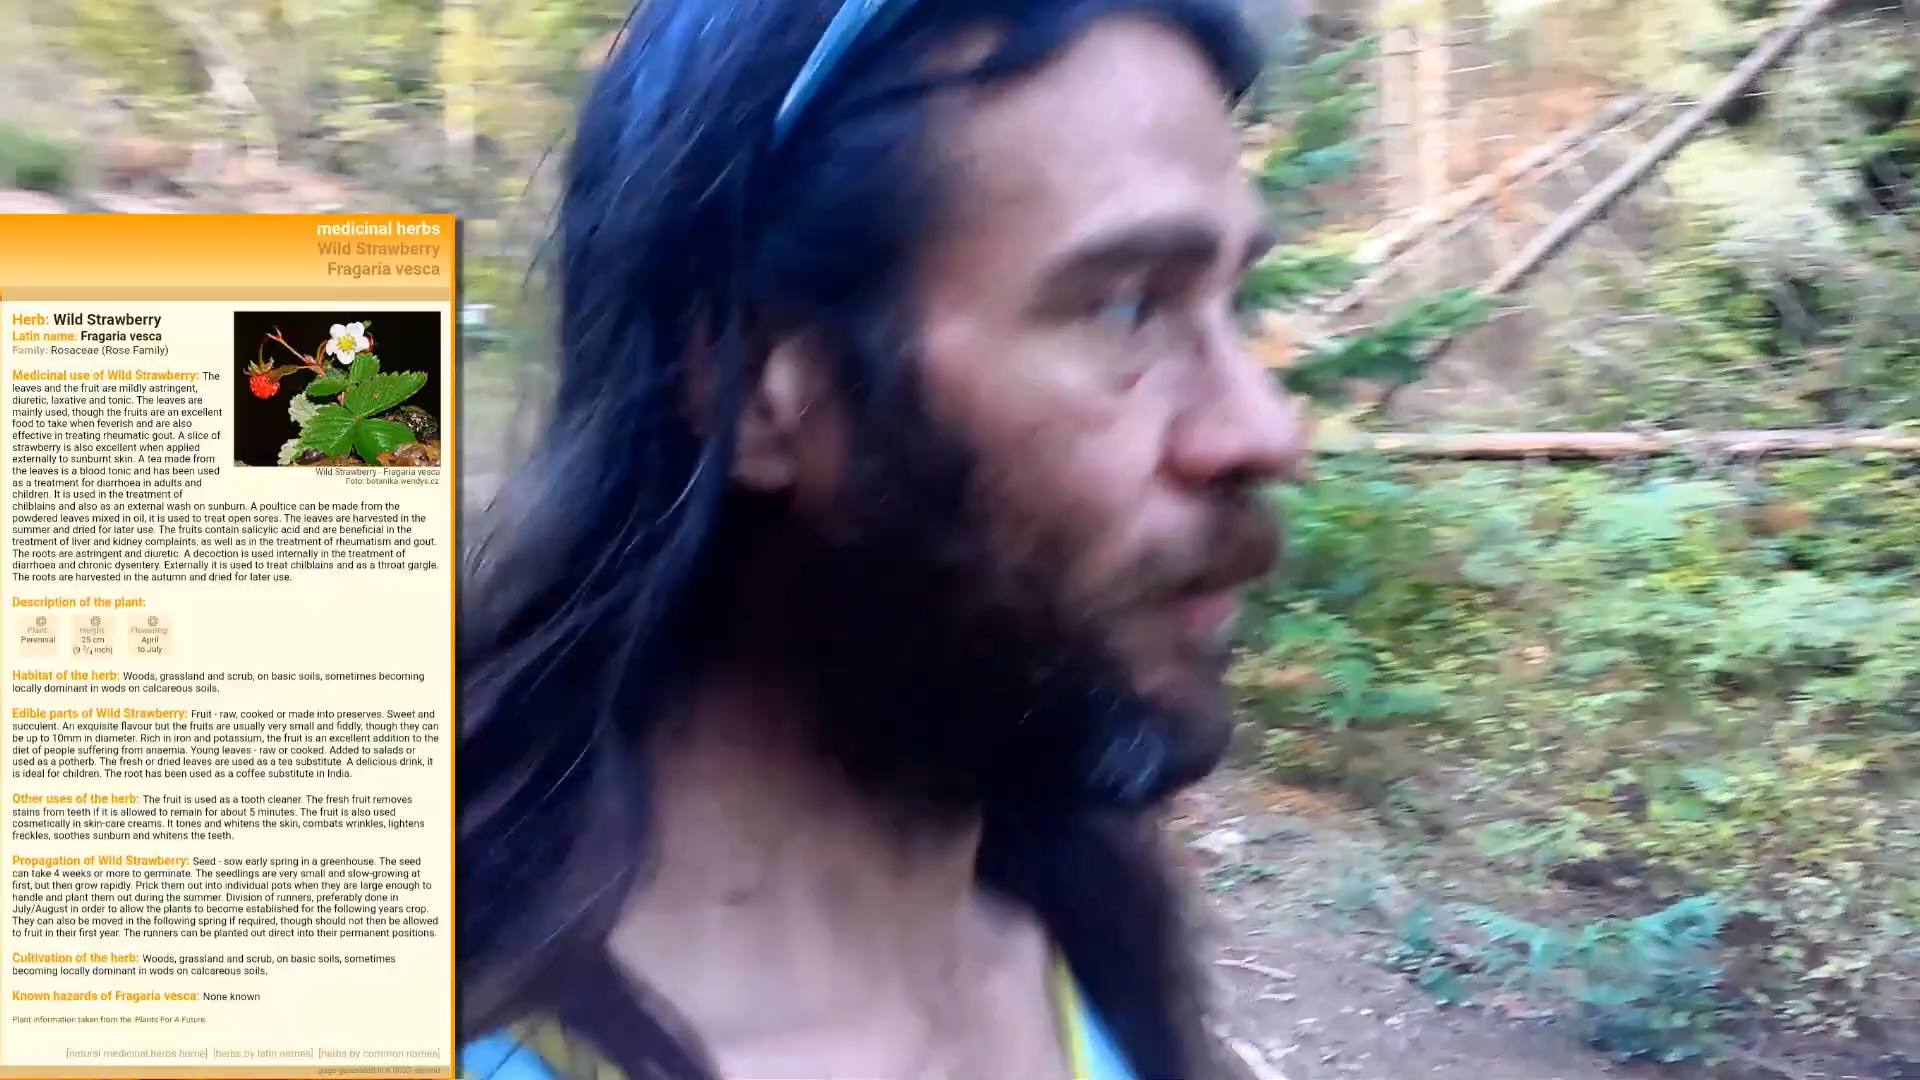 medicinal herbs
Wild Strawberry
Fragaria vesca
Herb: Wild Strawberry
Latin name: Fragaria vesca
Family: Rosaceae (Rose Family)
Medicinal use of Wild Strawberry: The
leaves and the fruit are mildly astringent,
diuretic, laxative and tonic. The leaves are
mainly used, though the fruits are an excellent
food to take when feverish and are also
effective in treating rheumatic gout. A slice of
strawberry is also excellent when applied
externally to sunburnt skin. A tea made from
the leaves is a blood tonic and has been used
as a treatment for diarrhoea in adults and
children. It is used in the treatment of
chilblains and also as an external wash on sunburn. A poultice can be made from the
powdered leaves mixed in oil, it is used to treat open sores. The leaves are harvested in the
summer and dried for later use. The fruits contain salicylic acid and are beneficial in the
treatment of liver and kidney complaints, as well as in the treatment of rheumatism and gout.
The roots are astringent and diuretic. A decoction is used internally in the treatment of
diarrhoea and chronic dysentery. Externally it is used to treat chilblains and as a throat gargle.
The roots are harvested in the autumn and dried for later use.
Wild Strawberry - Fragaria vesca
Foto: botanika.wendys.cz
Description of the plant:
Plant: Height: Flowering:
Perennial 25 cm April
(9 3/4 inch) to July
Habitat of the herb: Woods, grassland and scrub, on basic soils, sometimes becoming
locally dominant in wods on calcareous soils.
Edible parts of Wild Strawberry: Fruit - raw, cooked or made into preserves. Sweet and
succulent. An exquisite flavour but the fruits are usually very small and fiddly, though they can
be up to 10mm in diameter. Rich in iron and potassium, the fruit is an excellent addition to the
diet of people suffering from anaemia. Young leaves - raw or cooked. Added to salads or
used as a potherb. The fresh or dried leaves are used as a tea substitute. A delicious drink, it
is ideal for children. The root has been used as a coffee substitute in India.
Other uses of the herb: The fruit is used as a tooth cleaner. The fresh fruit removes
stains from teeth if it is allowed to remain for about 5 minutes. The fruit is also used
cosmetically in skin-care creams. It tones and whitens the skin, combats wrinkles, lightens
freckles, soothes sunburn and whitens the teeth.
Propagation of Wild Strawberry: Seed - sow early spring in a greenhouse. The seed
can take 4 weeks or more to germinate. The seedlings are very small and slow-growing at
first, but then grow rapidly. Prick them out into individual pots when they are large enough to
handle and plant them out during the summer. Division of runners, preferably done in
July/August in order to allow the plants to become established for the following years crop.
They can also be moved in the following spring if required, though should not then be allowed
to fruit in their first year. The runners can be planted out direct into their permanent positions.
Cultivation of the herb: Woods, grassland and scrub, on basic soils, sometimes
becoming locally dominant in wods on calcareous soils.
Known hazards of Fragaria vesca: None known
Plant information taken from the Plants For A Future.
[natural medicinal herbs home] [herbs by latin names] [herbs by common names]
page generated in